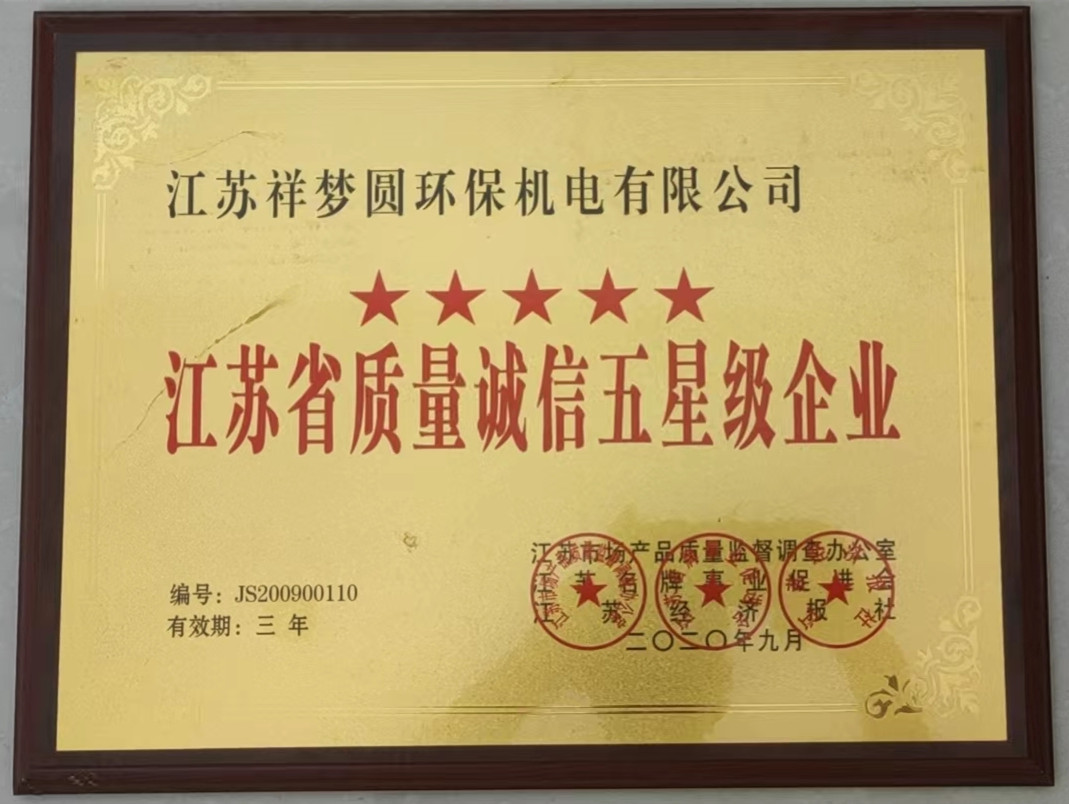 江苏祥梦圆环保机电有限公司
★★★★★
江苏省质量诚信五星级企业
江苏市场产品质量监督调查办公室
江苏名牌事业促进会
江苏经济报社
二〇二〇年九月
编号：JS200900110
有效期：三 年